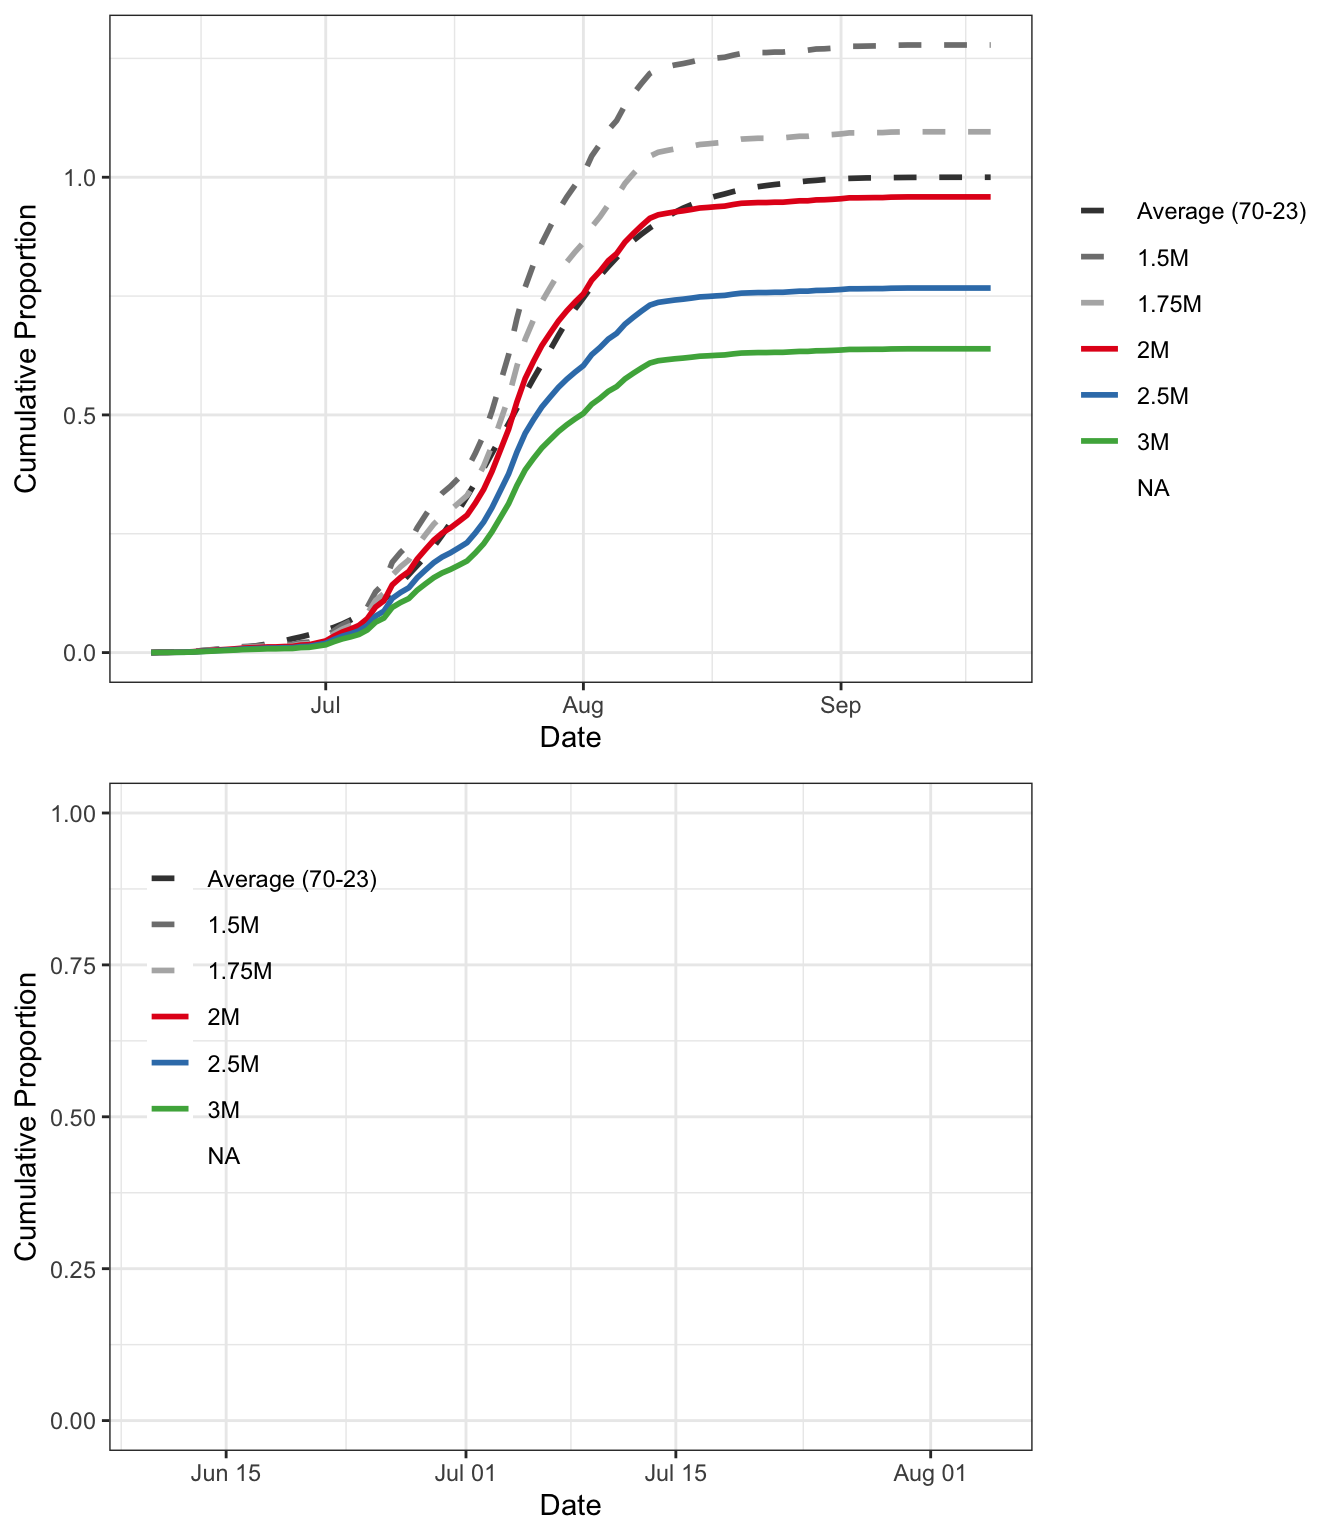 Cumulative Proportion
1.0
0.5
0.0
Jul
Aug
Sep
Date
Average (70-23)
1.5M
1.75M
2M
2.5M
3M
NA
Cumulative Proportion
1.00
0.75
0.50
0.25
0.00
Average (70-23)
1.5M
1.75M
2M
2.5M
3M
NA
Jun 15
Jul 01
Jul 15
Aug 01
Date